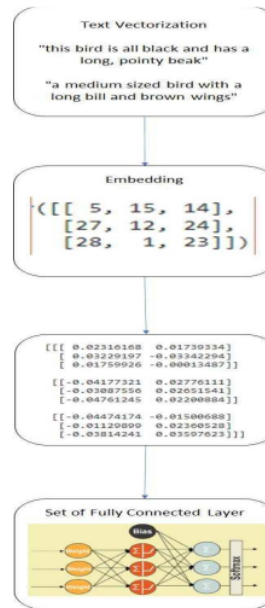 Text Vectorization
"this bird is all black and has a
long, pointy beak"
"a medium sized bird with a
long bill and brown wings"
Embedding
([[ 5, 15, 14],
[27, 12, 24],
[28, 1, 23]])
[[[ 0.02316168 0.01739334]
[ 0.03229197 -0.03342294]
[ 0.01759926 -0.00013487]]
[[-0.04177321 0.02776111]
[-0.03087556 0.02651541]
[-0.04761245 0.02200884]]
[[-0.04474174 -0.01500688]
[-0.01129899 0.02360528]
[-0.03814241 0.03597623]]]
Set of Fully Connected Layer
Bias
Weight Σ Σ
Weight Σ Σ
Weight Σ Σ
Softmax